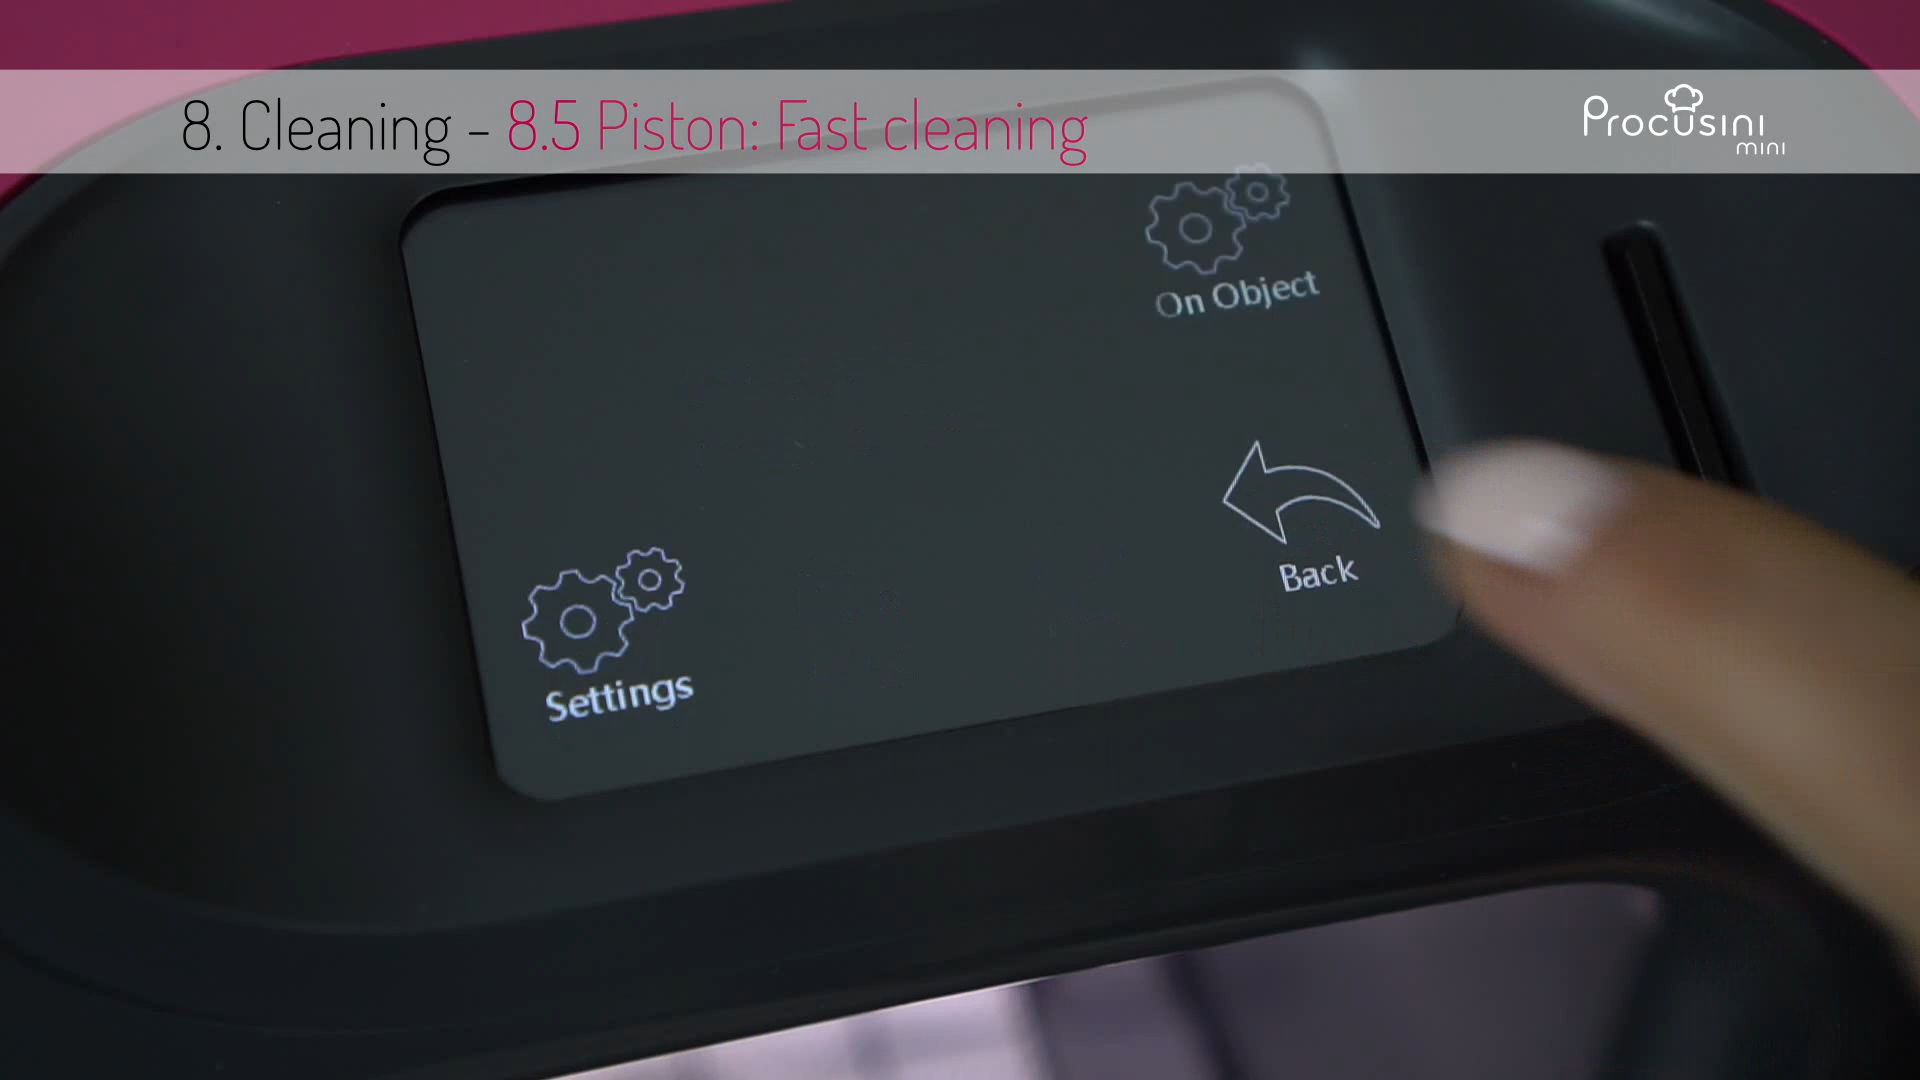 8. Cleaning - 8.5 Piston: Fast cleaning
Procusini
mini
On Object
Back
Settings